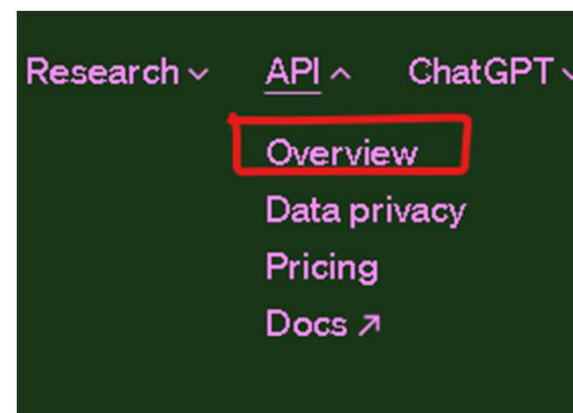 Research API ChatGPT
Overview
Data privacy
Pricing
Docs ↗